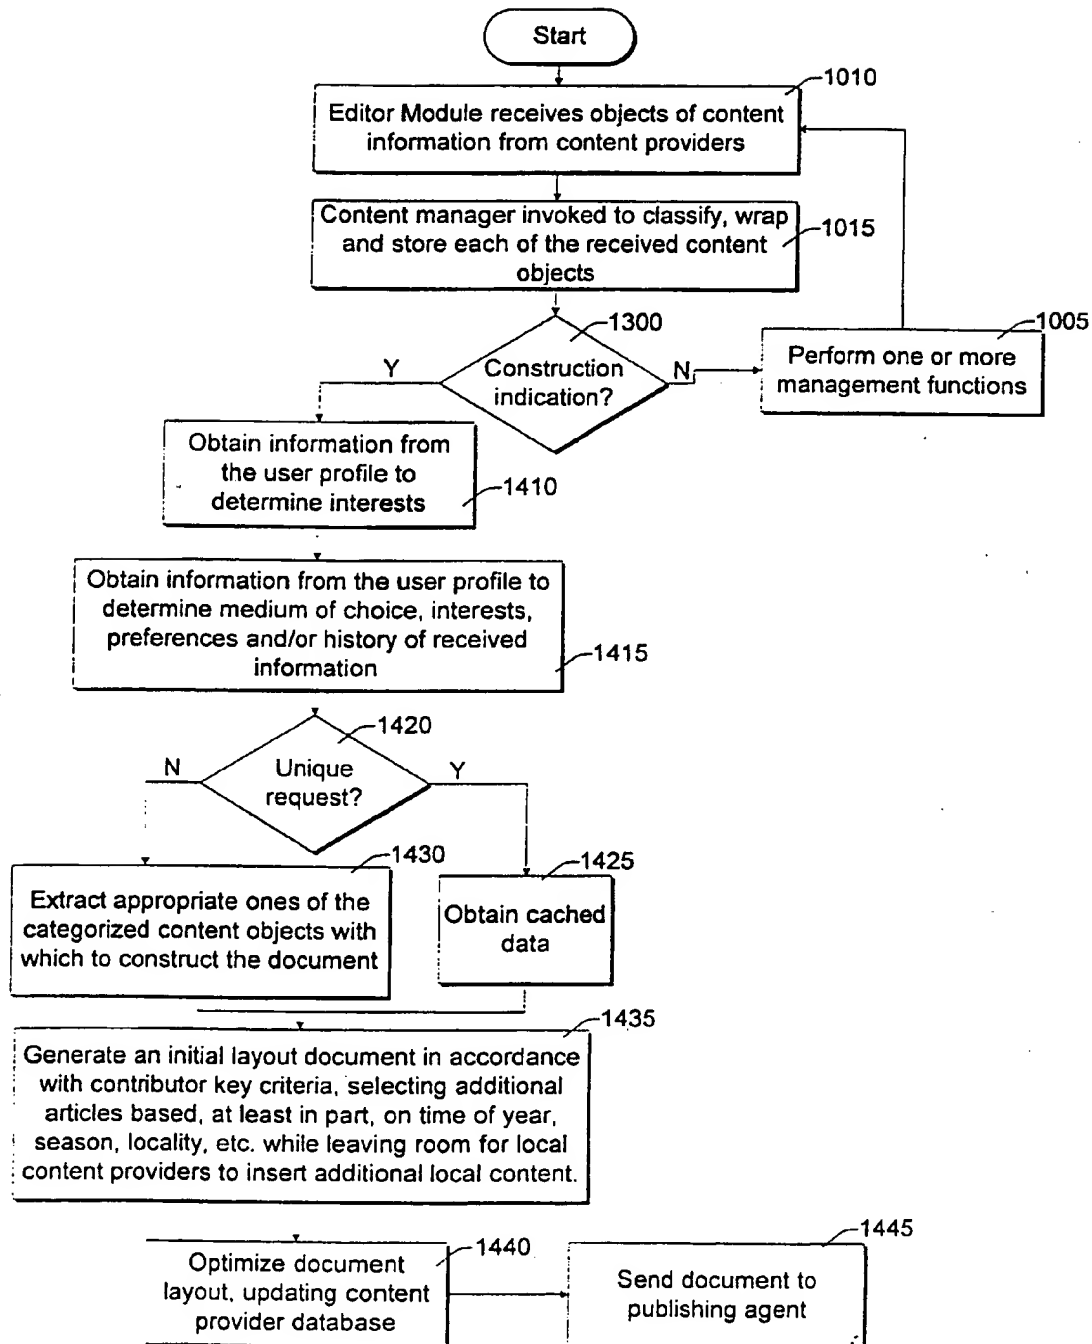 Start
1010
Editor Module receives objects of content
information from content providers
Content manager invoked to classify, wrap
and store each of the received content
objects
1015
1300
Construction
indication?
Y
N
1005
Perform one or more
management functions
Obtain information from
the user profile to
determine interests
1410
Obtain information from the user profile to
determine medium of choice, interests,
preferences and/or history of received
information
1415
1420
Unique
request?
N
Y
1430
Extract appropriate ones of the
categorized content objects with
which to construct the document
1425
Obtain cached
data
1435
Generate an initial layout document in accordance
with contributor key criteria, selecting additional
articles based, at least in part, on time of year,
season, locality, etc. while leaving room for local
content providers to insert additional local content.
1440
Optimize document
layout, updating content
provider database
1445
Send document to
publishing agent